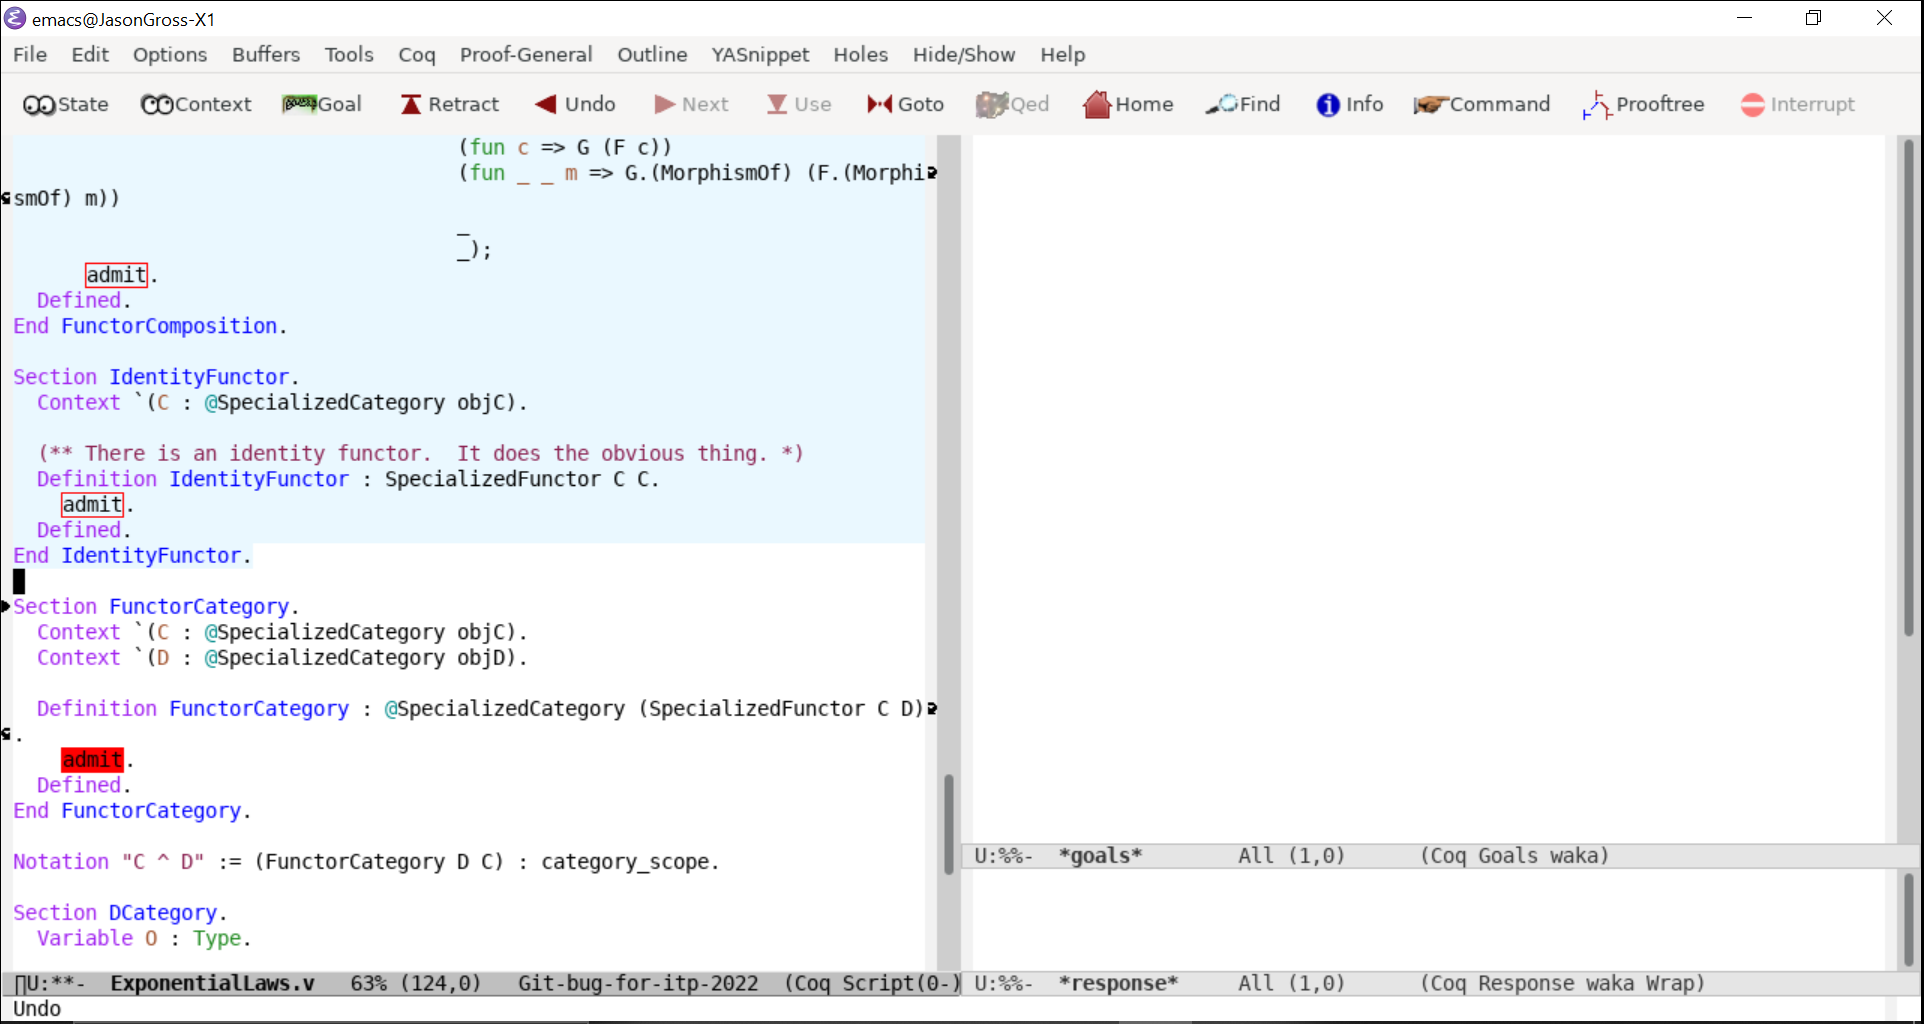 emacs@JasonGross-X1
File Edit Options Buffers Tools Coq Proof-General Outline YASnippet Holes Hide/Show Help
State Context Goal Retract Undo Next Use Goto Qed Home Find Info Command Prooftree Interrupt
(fun c => G (F c))
(fun _ _ m => G.(MorphismOf) (F.(Morphi
smOf) m))
_
_);
admit.
Defined.
End FunctorComposition.
Section IdentityFunctor.
Context `(C : @SpecializedCategory objC).
(** There is an identity functor.  It does the obvious thing. *)
Definition IdentityFunctor : SpecializedFunctor C C.
admit.
Defined.
End IdentityFunctor.
Section FunctorCategory.
Context `(C : @SpecializedCategory objC).
Context `(D : @SpecializedCategory objD).
Definition FunctorCategory : @SpecializedCategory (SpecializedFunctor C D)
.
admit.
Defined.
End FunctorCategory.
Notation "C ^ D" := (FunctorCategory D C) : category_scope.
Section DCategory.
Variable O : Type.
U:**-  ExponentialLaws.v   63% (124,0)   Git-bug-for-itp-2022  (Coq Script(0-)
Undo
U:%%-  *goals*        All (1,0)      (Coq Goals waka)
U:%%-  *response*     All (1,0)      (Coq Response waka Wrap)